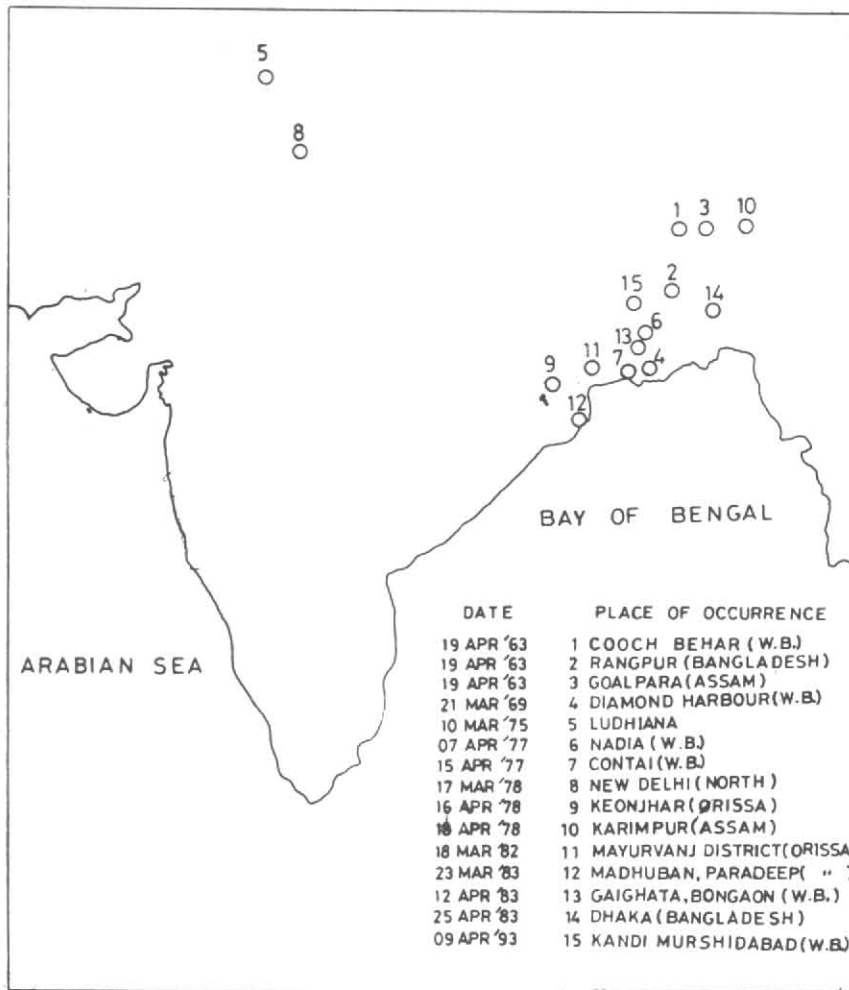 5
8
1 3 10
2
15
14
6
13
11
7 4
9
12
BAY OF BENGAL
ARABIAN SEA
DATE PLACE OF OCCURRENCE
19 APR '63 1 COOCH BEHAR (W.B.)
19 APR '63 2 RANGPUR (BANGLADESH)
19 APR '63 3 GOALPARA (ASSAM)
21 MAR '69 4 DIAMOND HARBOUR (W.B.)
10 MAR '75 5 LUDHIANA
07 APR '77 6 NADIA (W.B.)
15 APR '77 7 CONTAI (W.B.)
17 MAR '78 8 NEW DELHI (NORTH)
16 APR '78 9 KEONJHAR (ORISSA)
APR '78 10 KARIMPUR (ASSAM)
18 MAR '82 11 MAYURVANJ DISTRICT (ORISSA
23 MAR '83 12 MADHUBAN, PARADEEP ( "
12 APR '83 13 GAIGHATA, BONGAON (W.B.)
25 APR '83 14 DHAKA (BANGLADESH)
09 APR '93 15 KANDI MURSHIDABAD (W.B.)